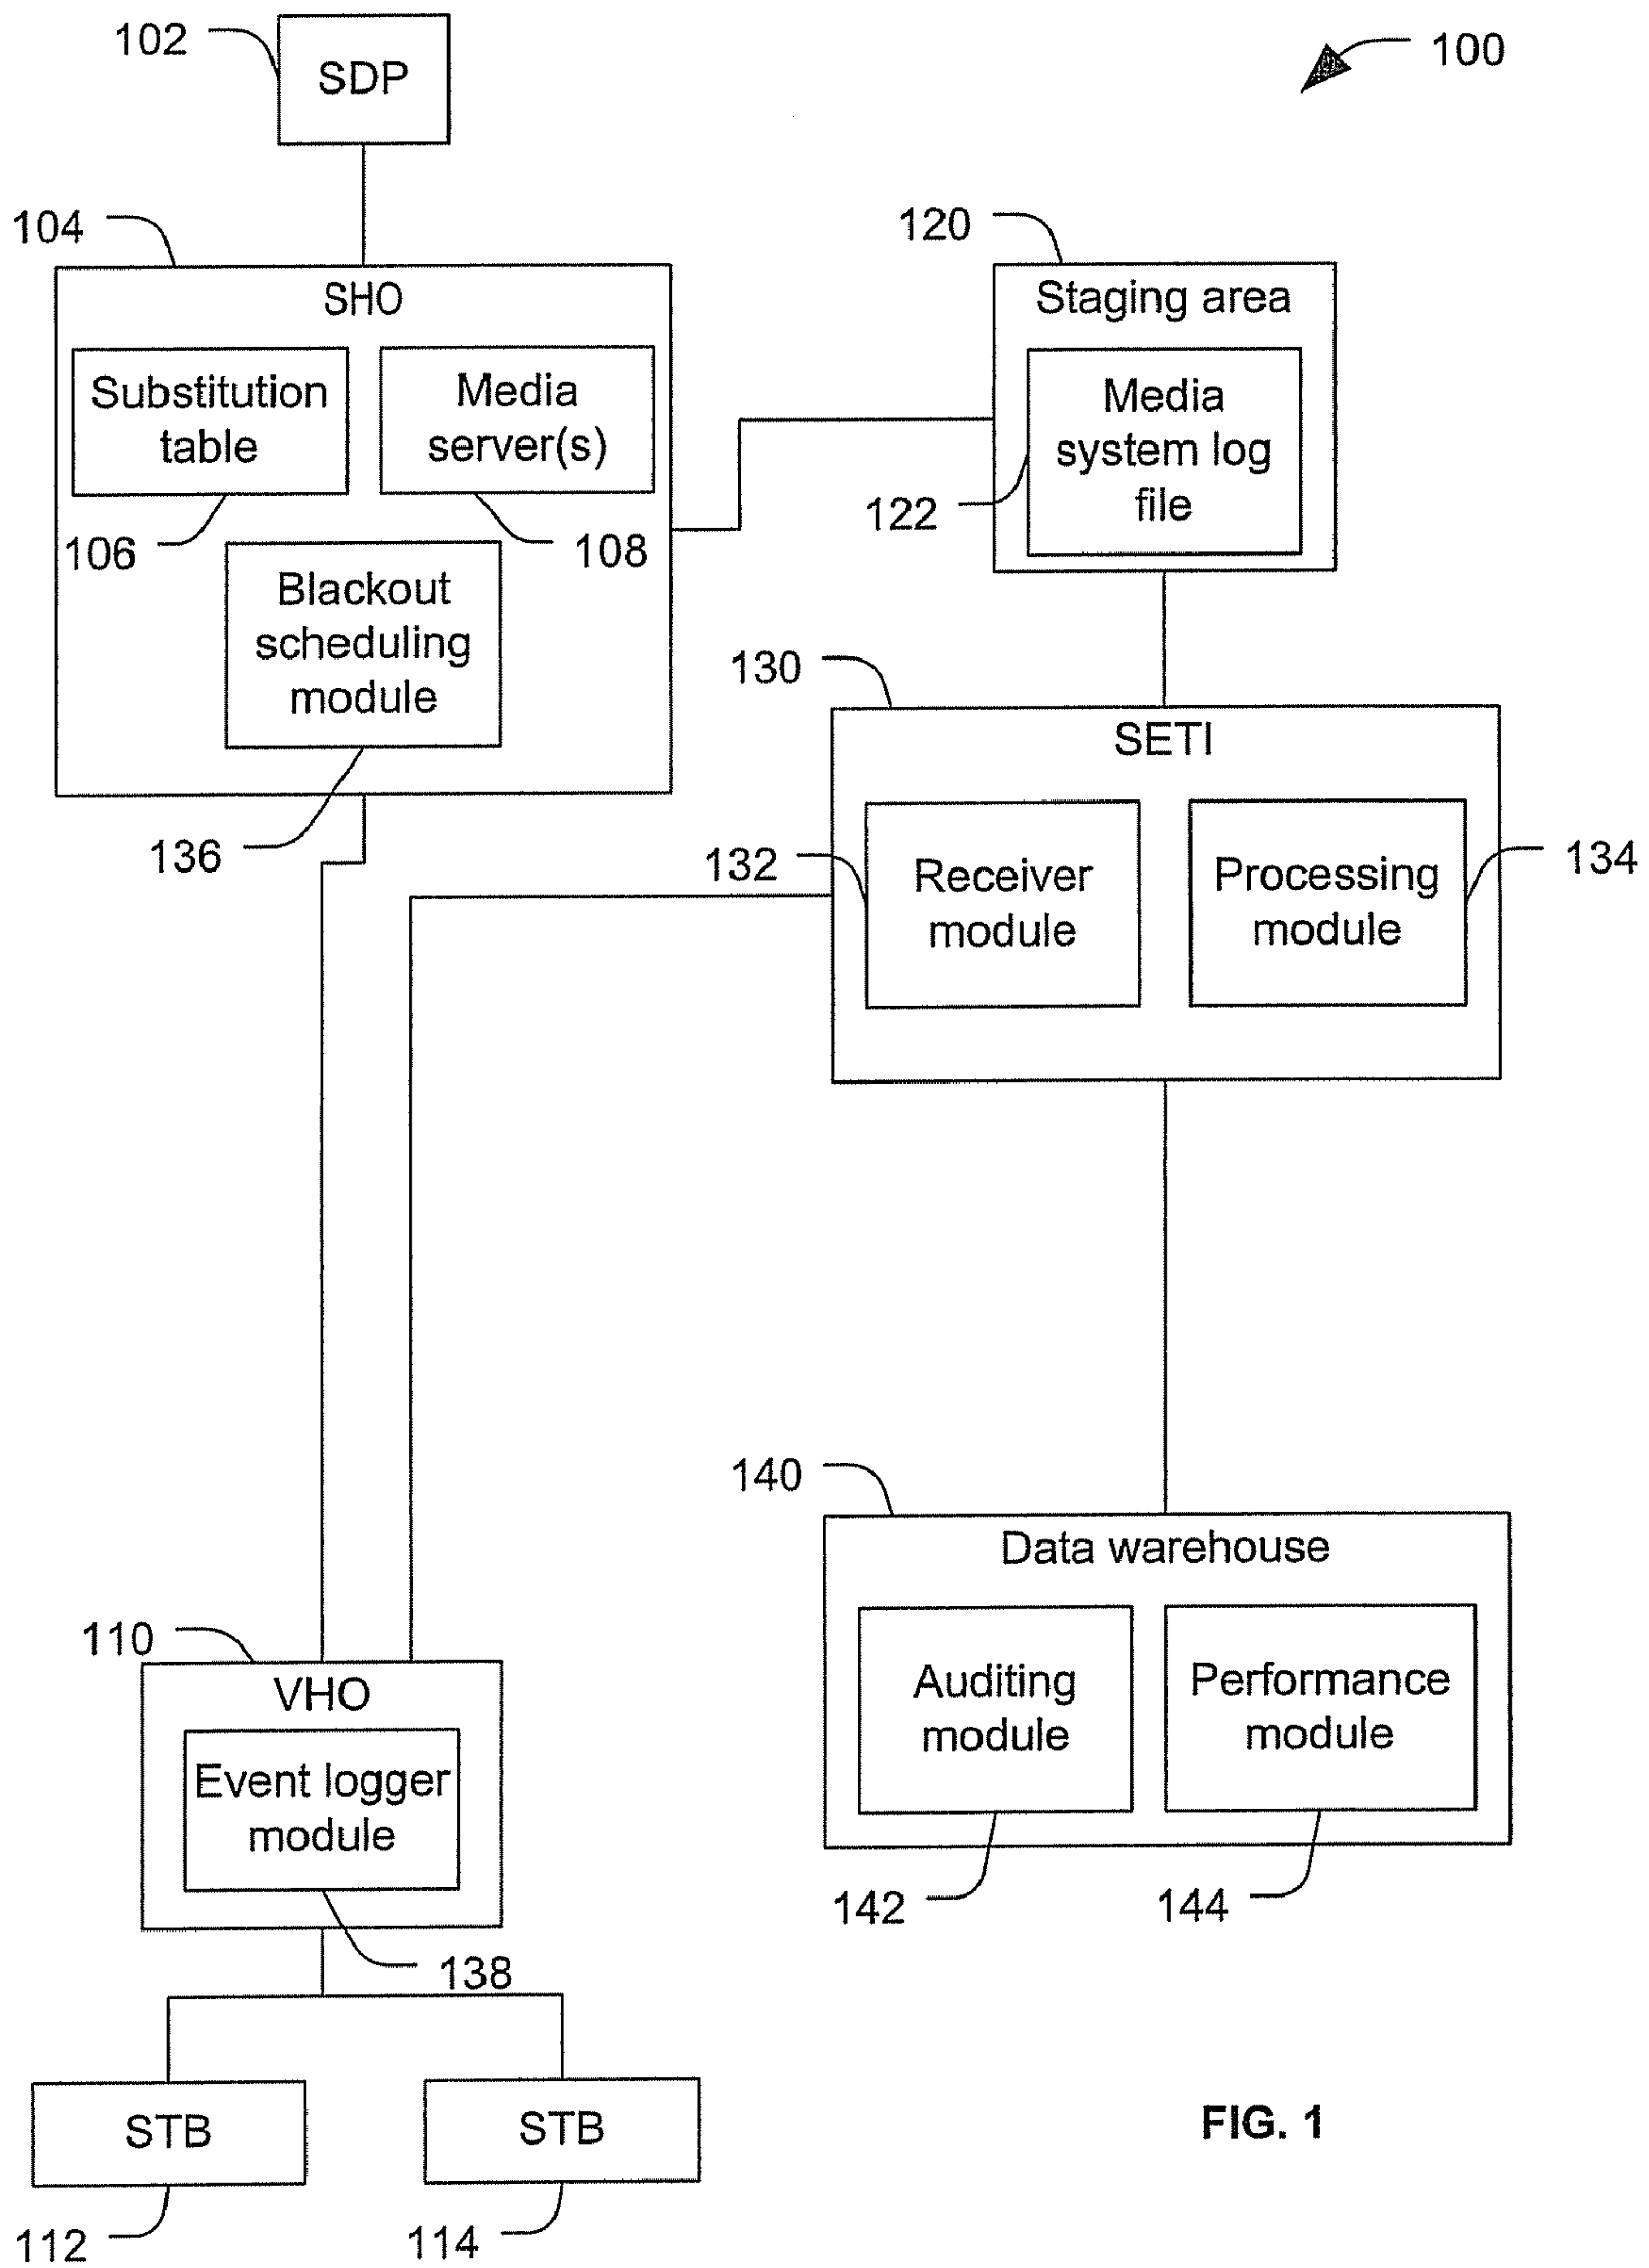 102
SDP
100
104
SHO
Substitution
table
Media
server(s)
106
108
Blackout
scheduling
module
136
120
Staging area
Media
system log
file
122
130
SETI
132
Receiver
module
Processing
module
134
140
Data warehouse
Auditing
module
Performance
module
142
144
110
VHO
Event logger
module
138
STB
STB
112
114
FIG. 1